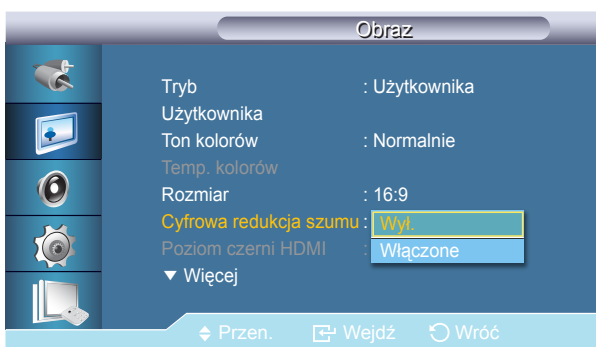 Obraz
Tryb : Użytkownika
Użytkownika
Ton kolorów : Normalnie
Temp. kolorów
Rozmiar : 16:9
Cyfrowa redukcja szumu : Wył.
Poziom czerni HDMI : Włączone
▼ Więcej
Przen. Wejdź Wróć